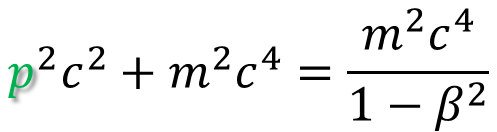 p²c² + m²c⁴ = m²c⁴ / (1 − β²)